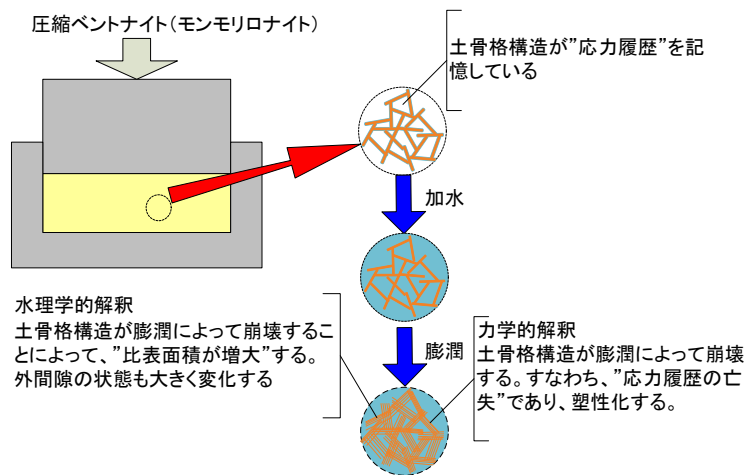 圧縮ベントナイト（モンモリロナイト）
土骨格構造が”応力履歴”を記
憶している
加水
水理学的解釈
土骨格構造が膨潤によって崩壊するこ
とによって、”比表面積が増大”する。
外間隙の状態も大きく変化する
膨潤
力学的解釈
土骨格構造が膨潤によって崩壊
する。すなわち、”応力履歴の亡
失”であり、塑性化する。